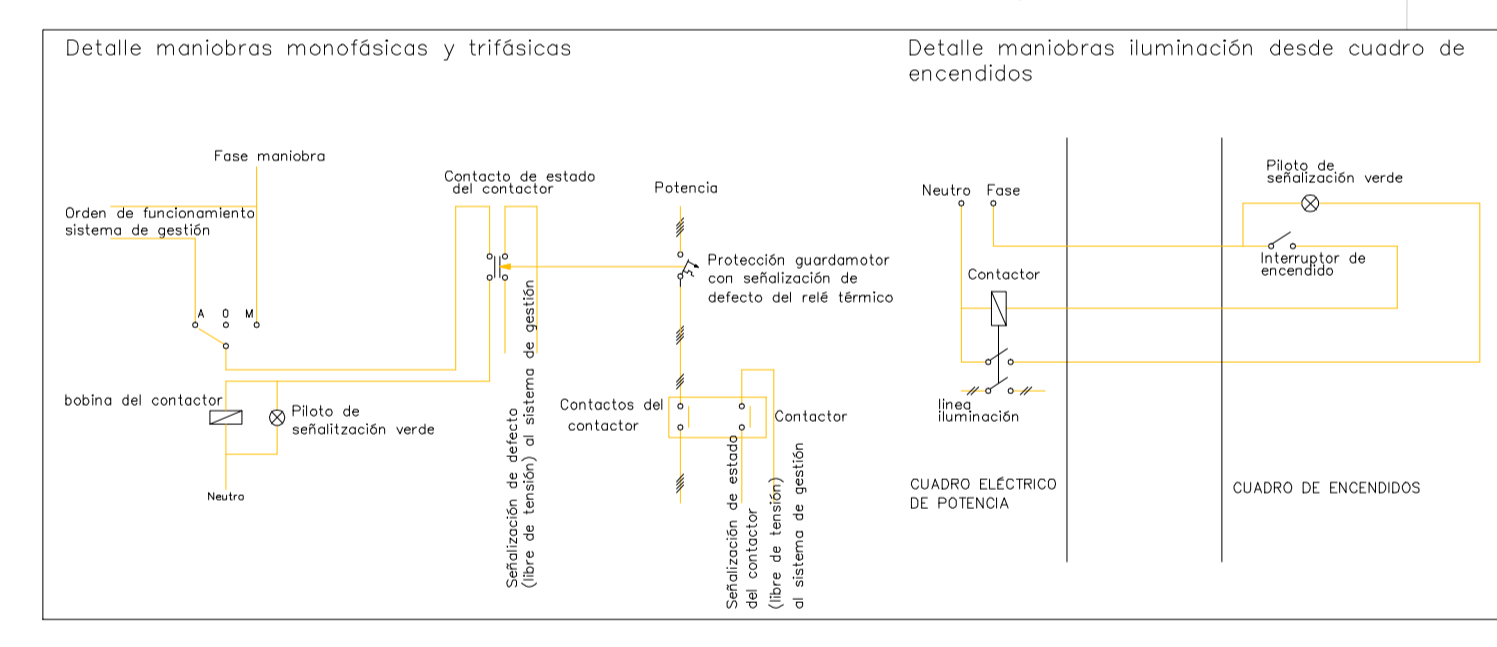 Detalle maniobras monofásicas y trifásicas
Fase maniobra
Orden de funcionamiento
sistema de gestión
A O M
bobina del contactor
Piloto de
señalitzación verde
Neutro
Contacto de estado
del contactor
Señalización de defecto
(libre de tensión) al sistema de gestión
Potencia
Protección guardamotor
con señalización de
defecto del relé térmico
Contactos del
contactor
Contactor
Señalización de estado
del contactor
(libre de tensión)
al sistema de gestión
Detalle maniobras iluminación desde cuadro de
encendidos
Neutro Fase
Contactor
linea
iluminación
CUADRO ELÉCTRICO
DE POTENCIA
Piloto de
señalización verde
Interruptor de
encendido
CUADRO DE ENCENDIDOS